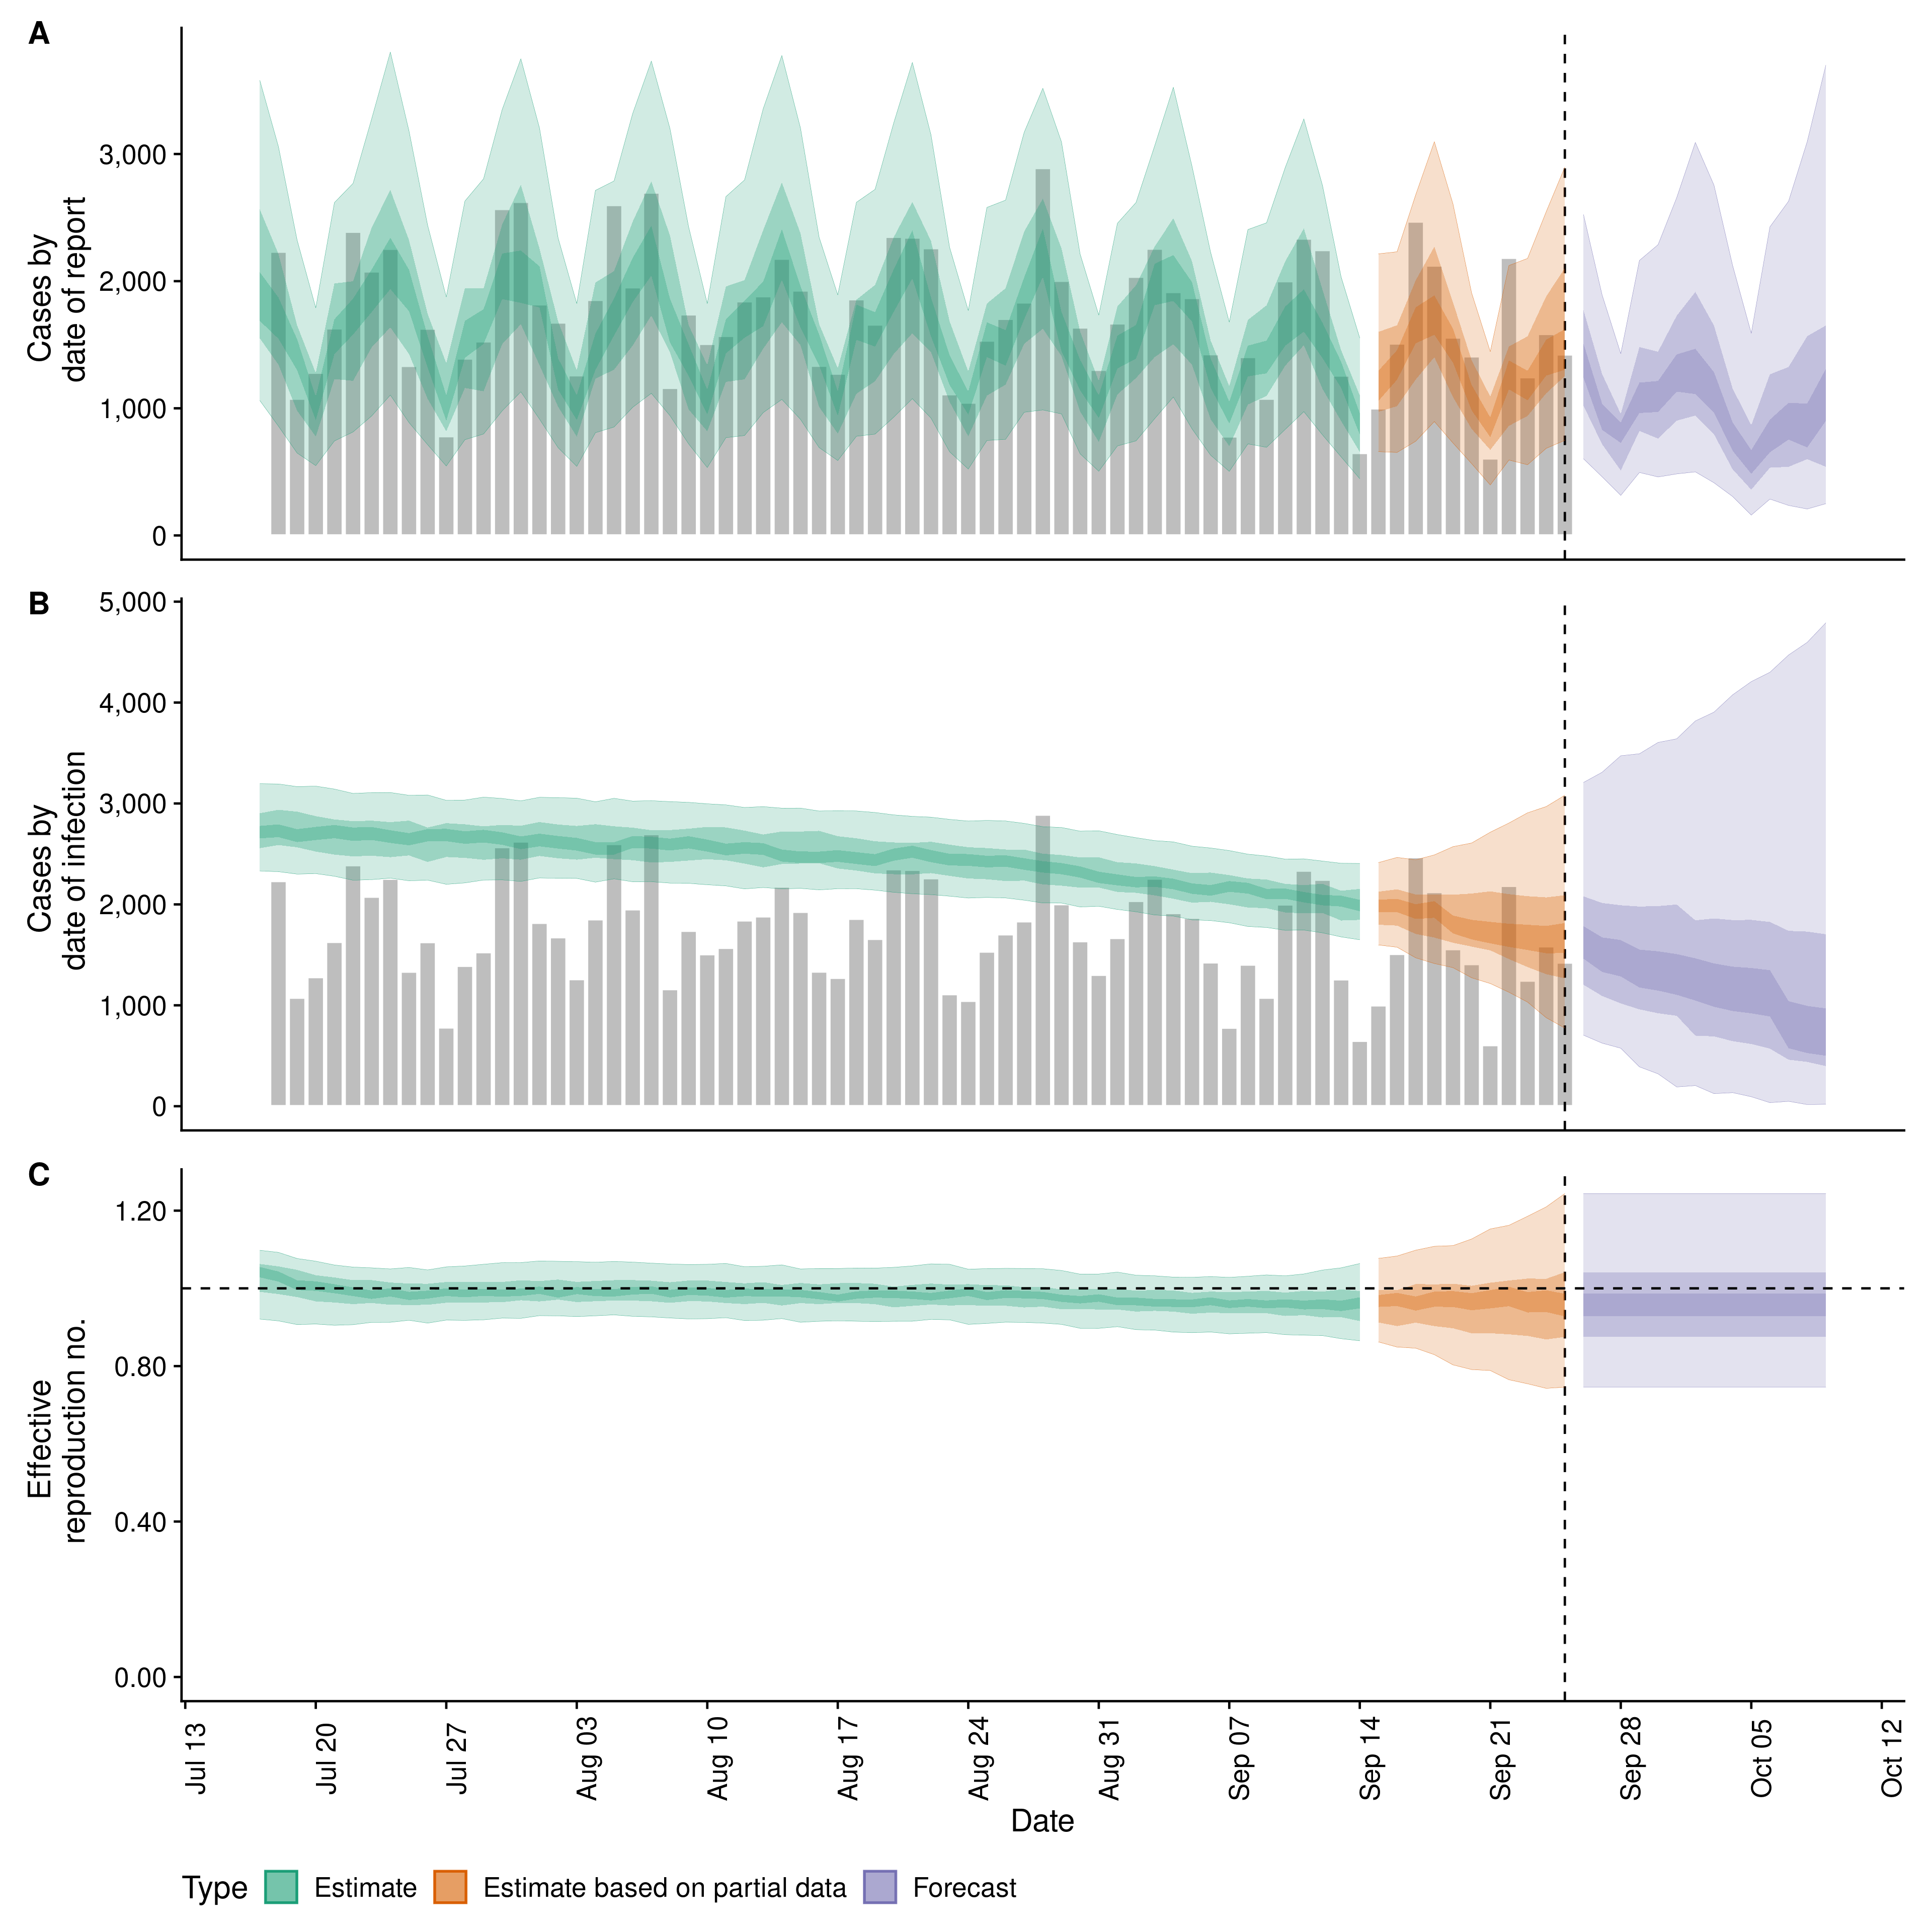 A
Cases by
date of report
3,000
2,000
1,000
0
B
Cases by
date of infection
5,000
4,000
3,000
2,000
1,000
0
C
Effective
reproduction no.
1.20
0.80
0.40
0.00
Jul 13
Jul 20
Jul 27
Aug 03
Aug 10
Aug 17
Aug 24
Aug 31
Sep 07
Sep 14
Sep 21
Sep 28
Oct 05
Oct 12
Date
Type Estimate Estimate based on partial data Forecast